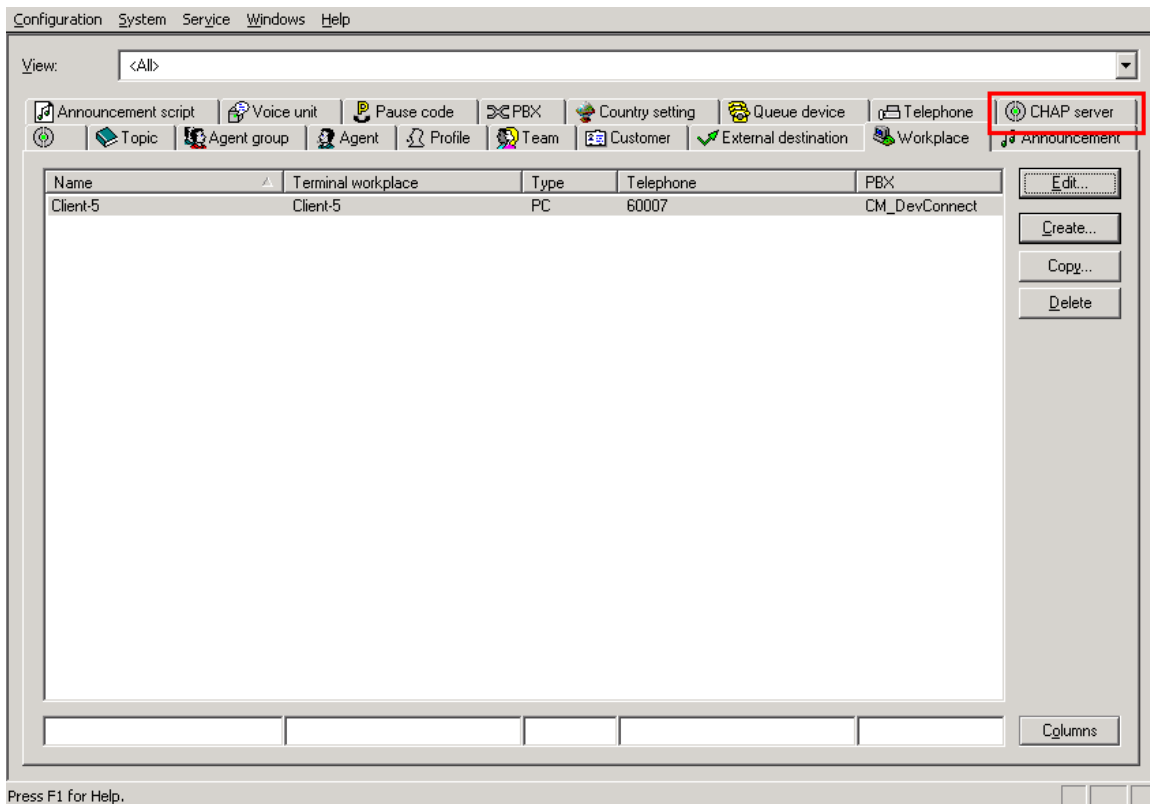 Configuration System Service Windows Help
View: <All>
Announcement script Voice unit Pause code PBX Country setting Queue device Telephone CHAP server
Topic Agent group Agent Profile Team Customer External destination Workplace Announcement
Name Terminal workplace Type Telephone PBX
Client-5 Client-5 PC 60007 CM_DevConnect
Edit...
Create...
Copy...
Delete
Columns
Press F1 for Help.